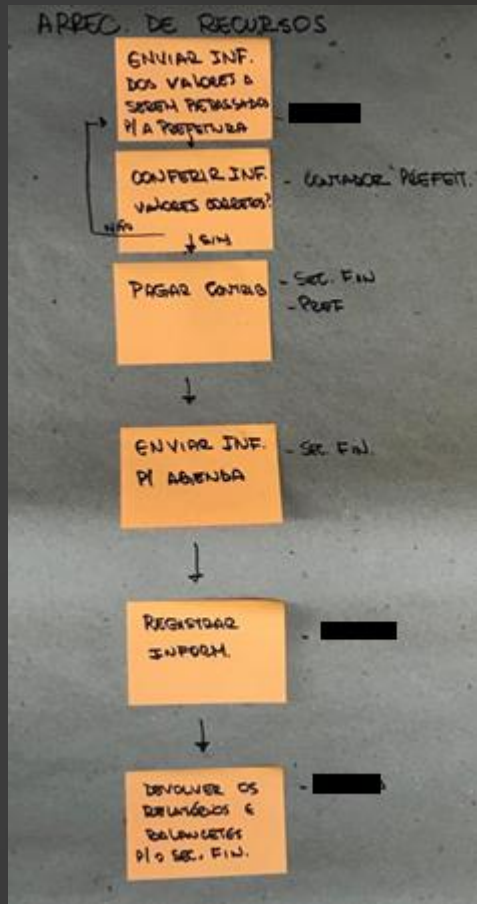 ARREC. DE RECURSOS
ENVIAR INF.
DOS VALORES A
SEREM REPASSADOS
P/ A PREFEITURA
CONFERIR INF.
VALORES CORRETOS?
- CONTADOR PREFEIT.
NÃO
SIM
PAGAR CONTRIB
- SEC. FIN
- PREF
ENVIAR INF.
P/ AGENDA
- SEC. FIN.
REGISTRAR
INFORM.
DEVOLVER OS
RELATÓRIOS E
BALANCETES
P/ O SEC. FIN.